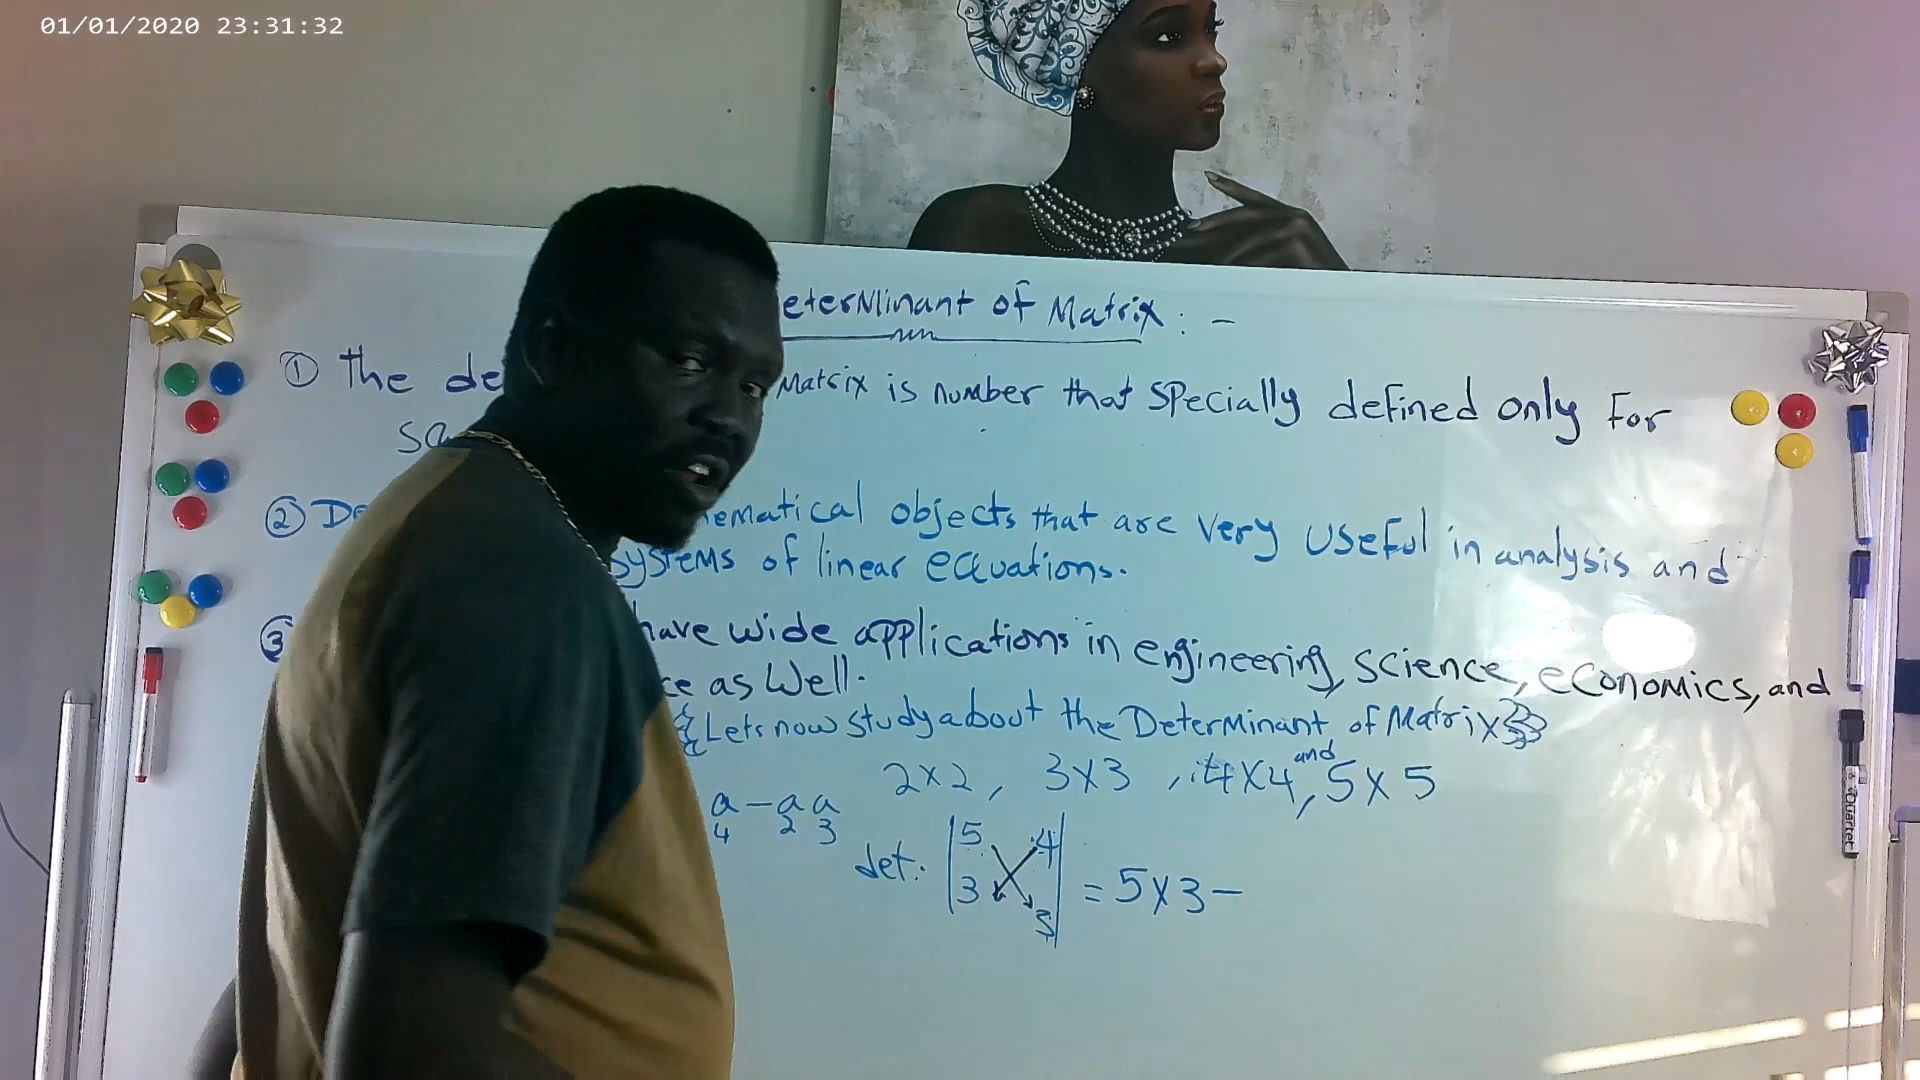 01/01/2020 23:31:32
eterMinant of Matrix : -
① The de Matrix is number that specially defined only for
② De ematical objects that are very useful in analysis and
systems of linear equations.
③ have wide applications in engineering, science, economics, and
ce as well.
{{Lets now study about the Determinant of Matrix}}}
2x2, 3x3, 4x4, and 5x5
a - a a
4 2 3
det: |5 4|
|3 3| = 5x3 -
Quartet